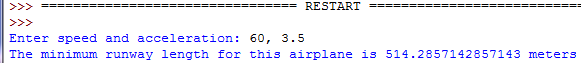 >>> ================================ RESTART ================================
>>>
Enter speed and acceleration: 60, 3.5
The minimum runway length for this airplane is 514.2857142857143 meters